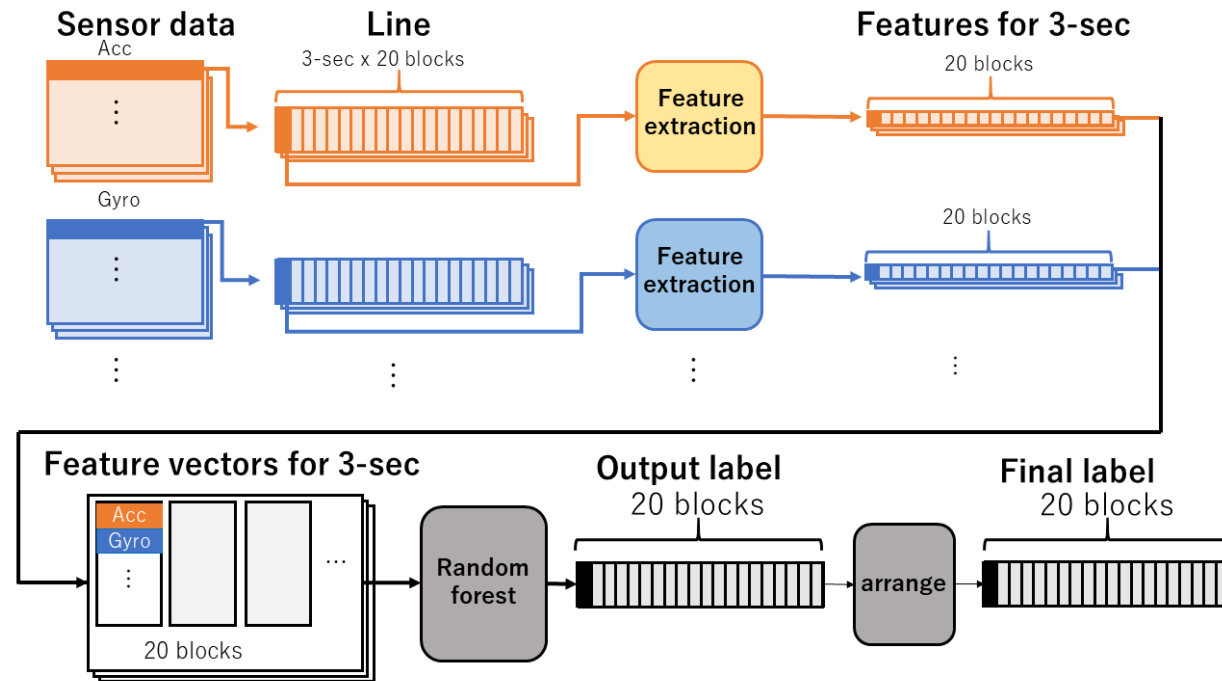 Sensor data
Line
Features for 3-sec
Acc
3-sec x 20 blocks
20 blocks
⋮
Feature
extraction
Gyro
20 blocks
⋮
Feature
extraction
⋮
⋮
⋮
⋮
Feature vectors for 3-sec
Output label
Final label
20 blocks
20 blocks
Acc
Gyro
⋮
...
20 blocks
Random
forest
arrange